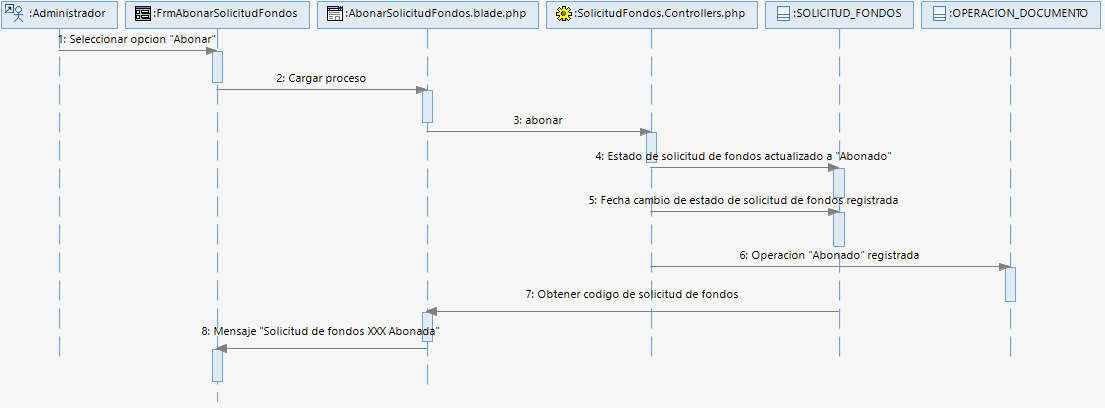 :Administrador
:FrmAbonarSolicitudFondos
:AbonarSolicitudFondos.blade.php
:SolicitudFondos.Controllers.php
:SOLICITUD_FONDOS
:OPERACION_DOCUMENTO
1: Seleccionar opcion "Abonar"
2: Cargar proceso
3: abonar
4: Estado de solicitud de fondos actualizado a "Abonado"
5: Fecha cambio de estado de solicitud de fondos registrada
6: Operacion "Abonado" registrada
7: Obtener codigo de solicitud de fondos
8: Mensaje "Solicitud de fondos XXX Abonada"